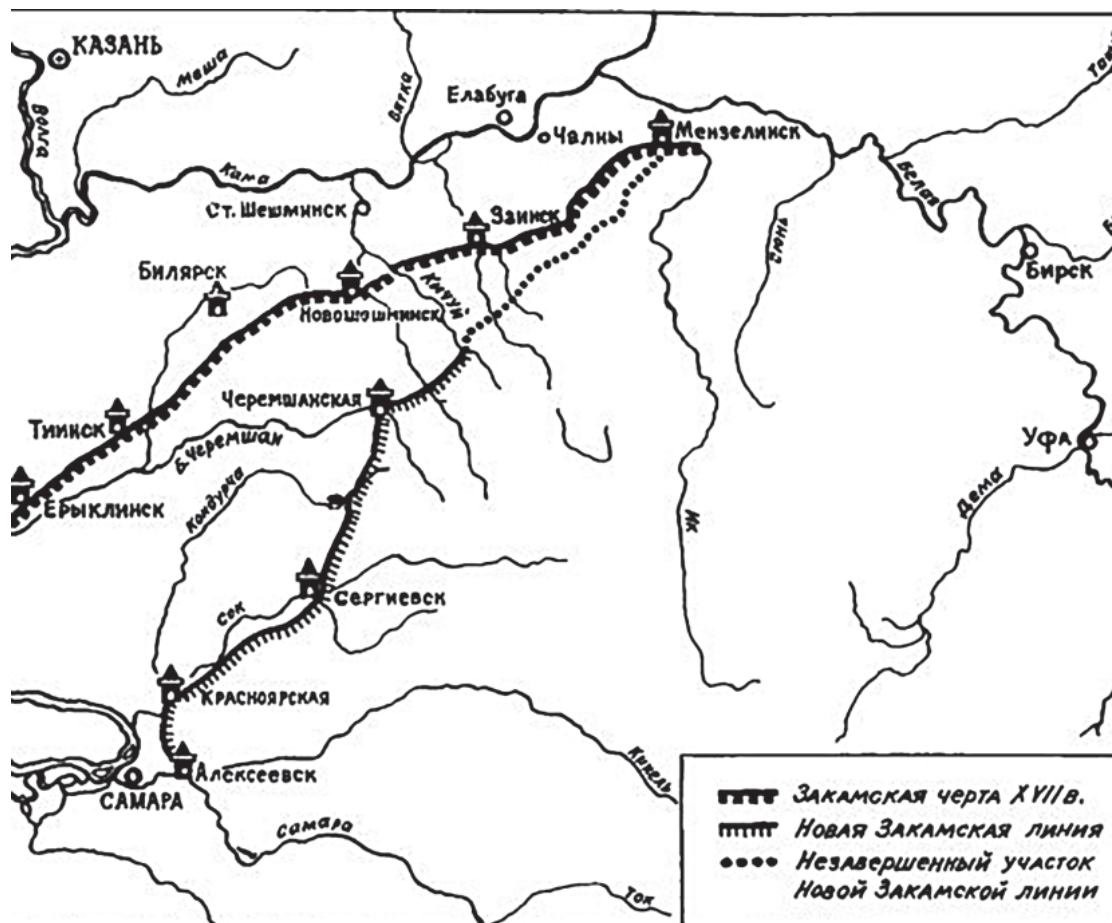 КАЗАНЬ
Меша
Вятка
Елабуга
Чалны
Мензелинск
Волга
Кама
Белая
Ст. Шешминск
Заинск
Сюнь
Бирск
Билярск
Кичуй
Новошошминск
Черемшанская
Тиинск
Б. Черемшан
УФА
Ерыклинск
Кондурча
Дема
Ик
Сергиевск
Сок
Красноярская
Алексеевск
САМАРА
Кинель
Самара
Ток
Закамская черта XVII в.
Новая Закамская линия
Незавершенный участок
Новой Закамской линии